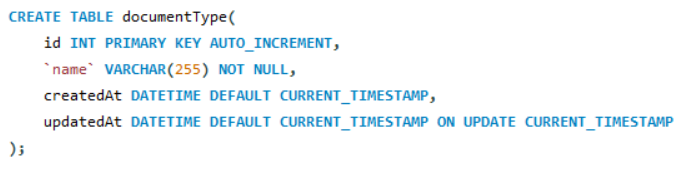 CREATE TABLE documentType(
    id INT PRIMARY KEY AUTO_INCREMENT,
    `name` VARCHAR(255) NOT NULL,
    createdAt DATETIME DEFAULT CURRENT_TIMESTAMP,
    updatedAt DATETIME DEFAULT CURRENT_TIMESTAMP ON UPDATE CURRENT_TIMESTAMP
);